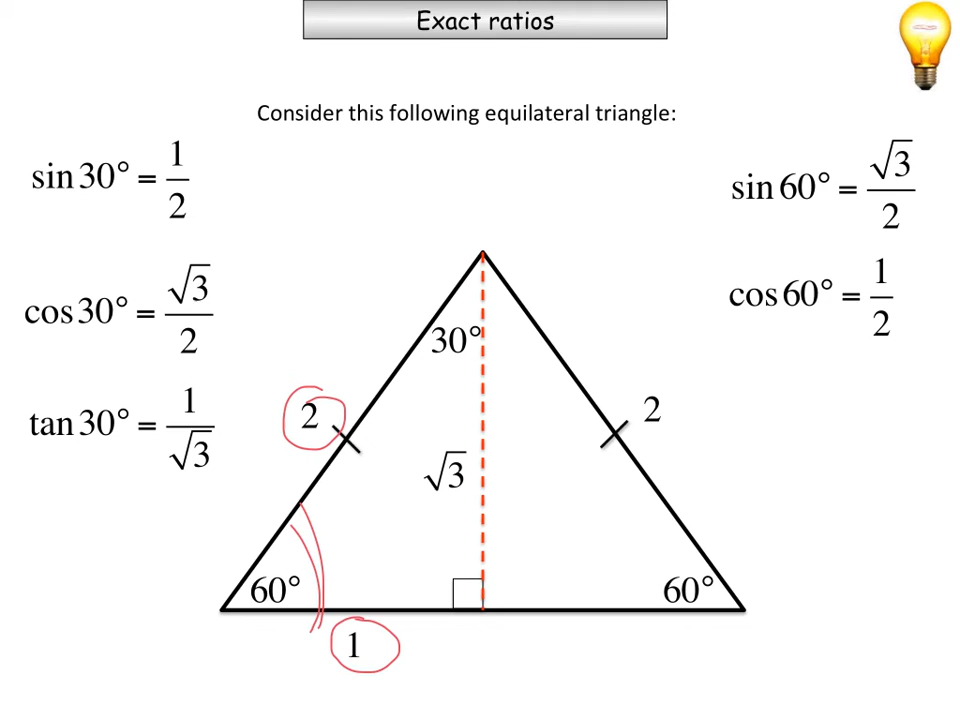 Exact ratios
Consider this following equilateral triangle:
sin 30° = 1/2
cos 30° = √3/2
tan 30° = 1/√3
sin 60° = √3/2
cos 60° = 1/2
30°
2
2
√3
60°
60°
1